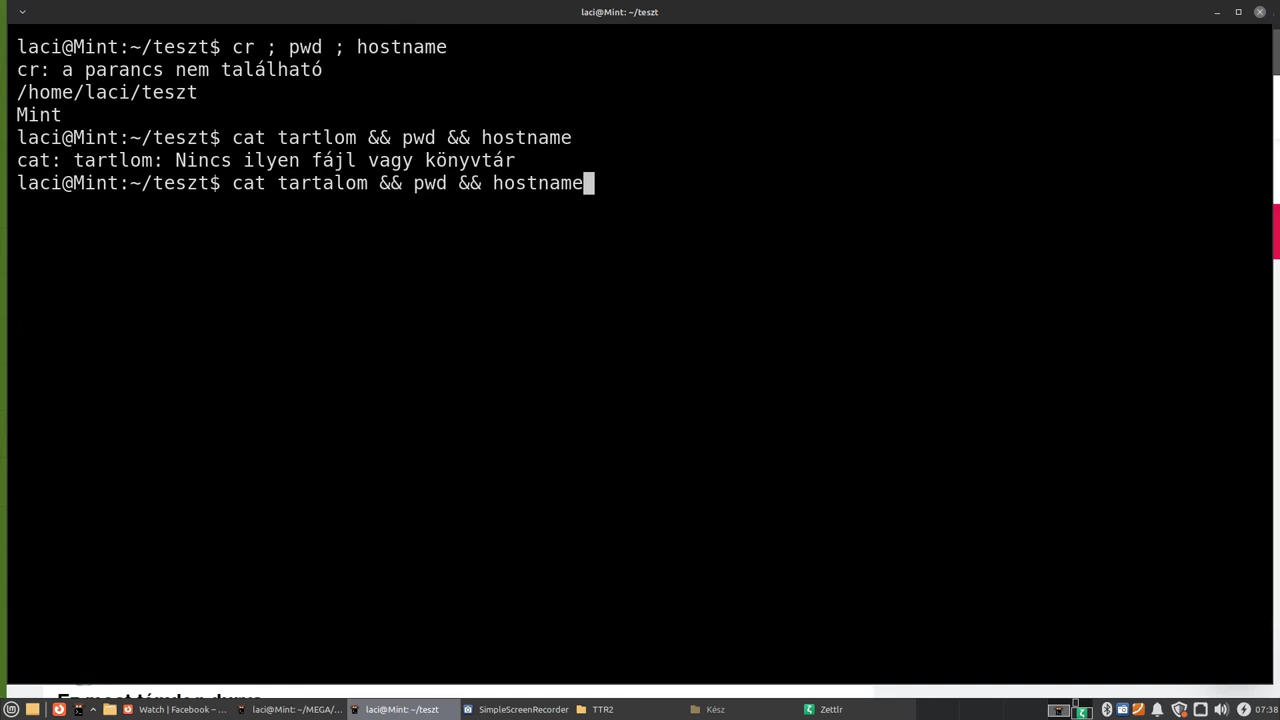 laci@Mint: ~/teszt
laci@Mint:~/teszt$ cr ; pwd ; hostname
cr: a parancs nem található
/home/laci/teszt
Mint
laci@Mint:~/teszt$ cat tartlom && pwd && hostname
cat: tartlom: Nincs ilyen fájl vagy könyvtár
laci@Mint:~/teszt$ cat tartalom && pwd && hostname
Watch | Facebook – ... laci@Mint: ~/MEGA/... laci@Mint: ~/teszt SimpleScreenRecorder TTR2 Kész Zettlr 07:38